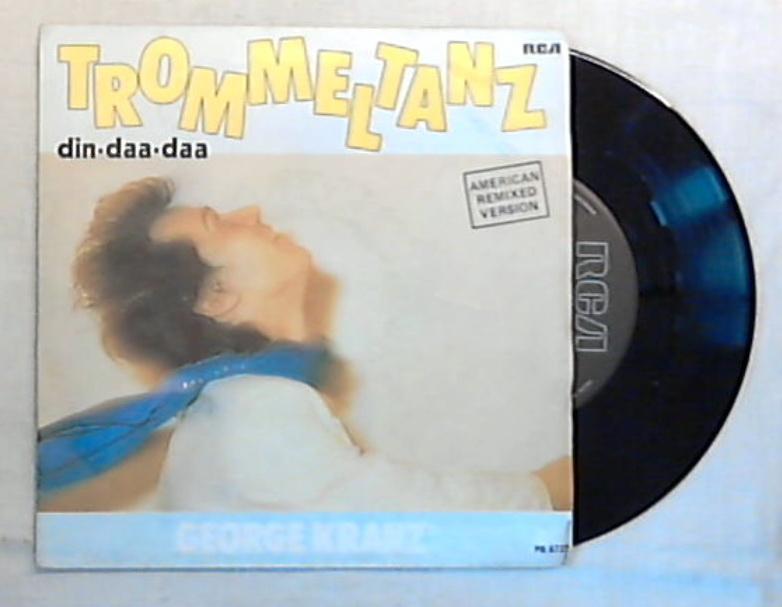 RCA
TROMMELTANZ
din·daa·daa
AMERICAN
REMIXED
VERSION
RCA
GEORGE KRANZ